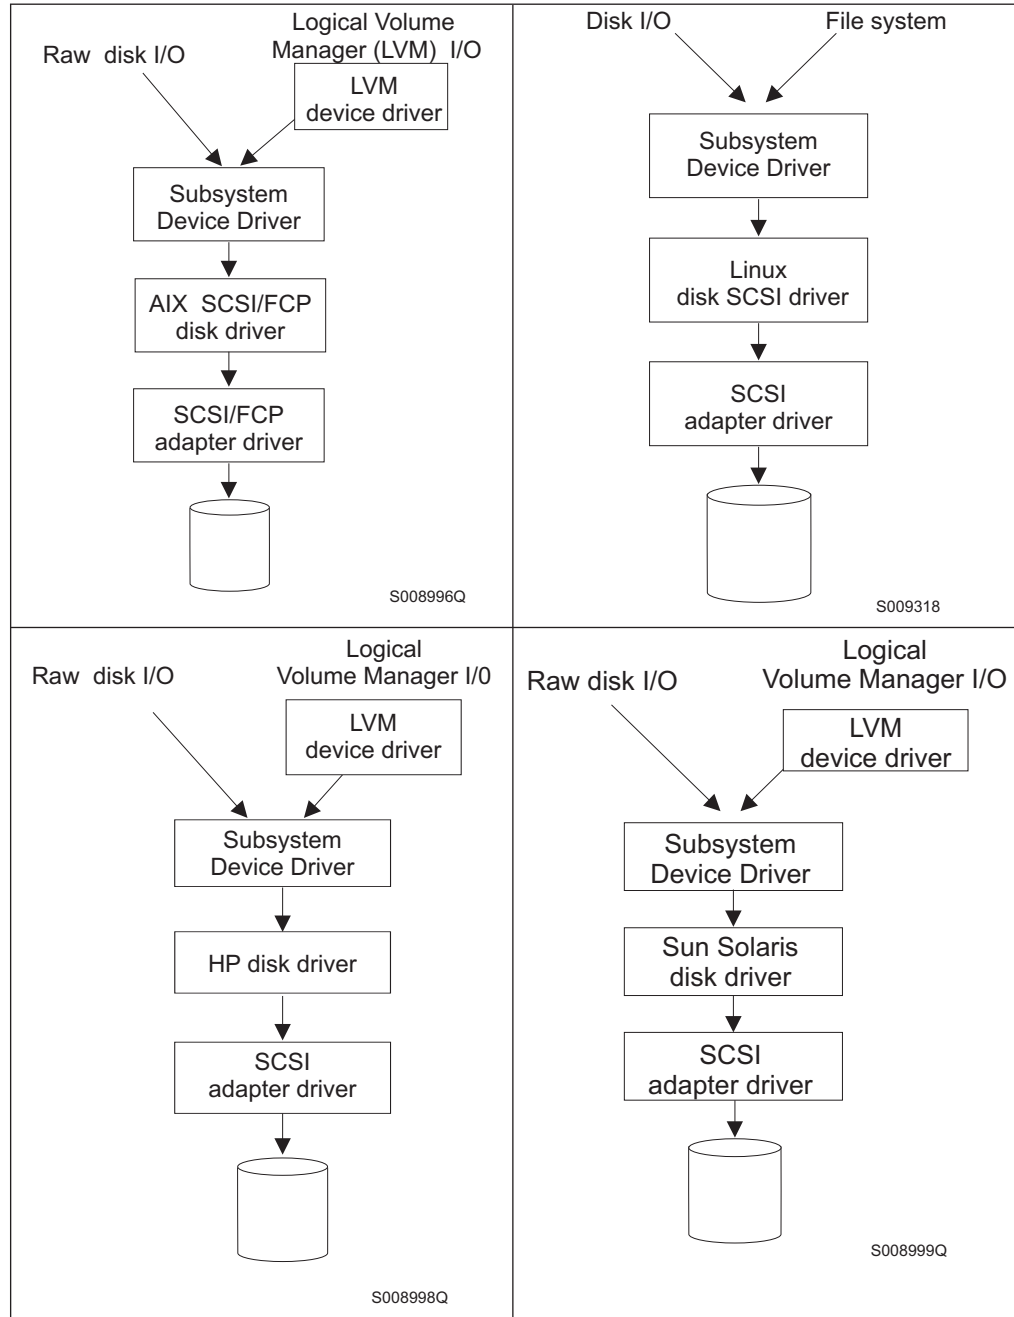 Raw disk I/O
Logical Volume
Manager (LVM) I/O
LVM
device driver
Subsystem
Device Driver
AIX SCSI/FCP
disk driver
SCSI/FCP
adapter driver
S008996Q
Disk I/O
File system
Subsystem
Device Driver
Linux
disk SCSI driver
SCSI
adapter driver
S009318
Raw disk I/O
Logical
Volume Manager I/0
LVM
device driver
Subsystem
Device Driver
HP disk driver
SCSI
adapter driver
S008998Q
Raw disk I/O
Logical
Volume Manager I/O
LVM
device driver
Subsystem
Device Driver
Sun Solaris
disk driver
SCSI
adapter driver
S008999Q